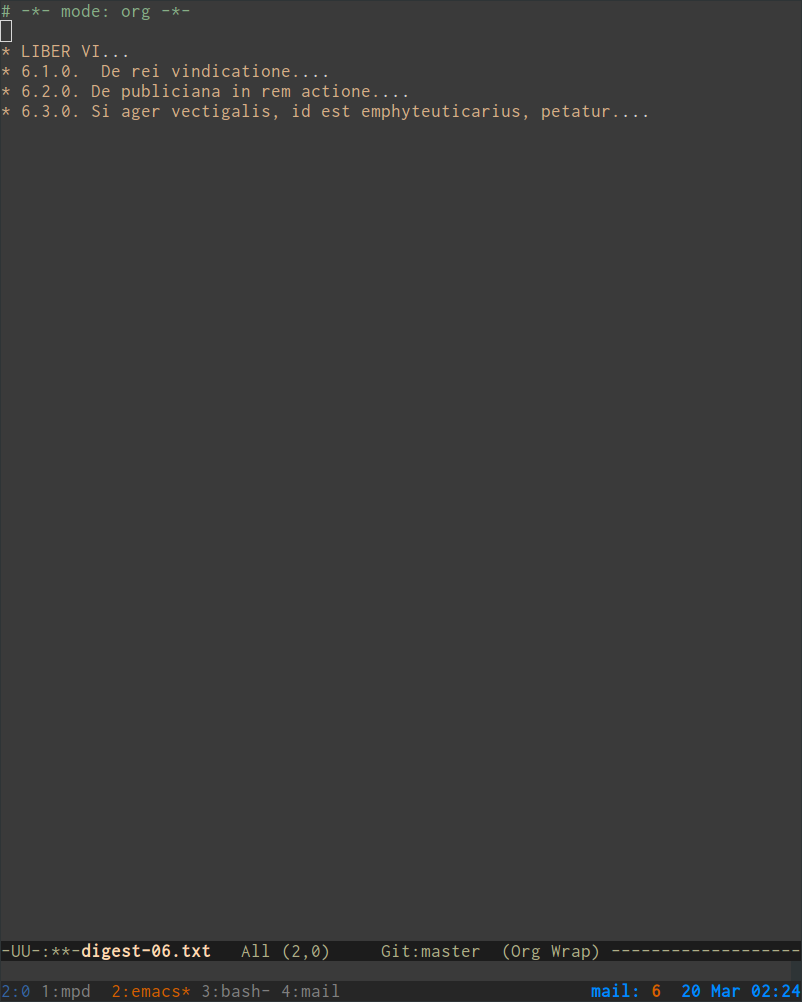 # -*- mode: org -*-
* LIBER VI...
* 6.1.0.  De rei vindicatione....
* 6.2.0. De publiciana in rem actione....
* 6.3.0. Si ager vectigalis, id est emphyteuticarius, petatur....
-UU-:**-digest-06.txt   All (2,0)     Git:master  (Org Wrap) -------------------
2:0 1:mpd  2:emacs* 3:bash- 4:mail                         mail: 6  20 Mar 02:24